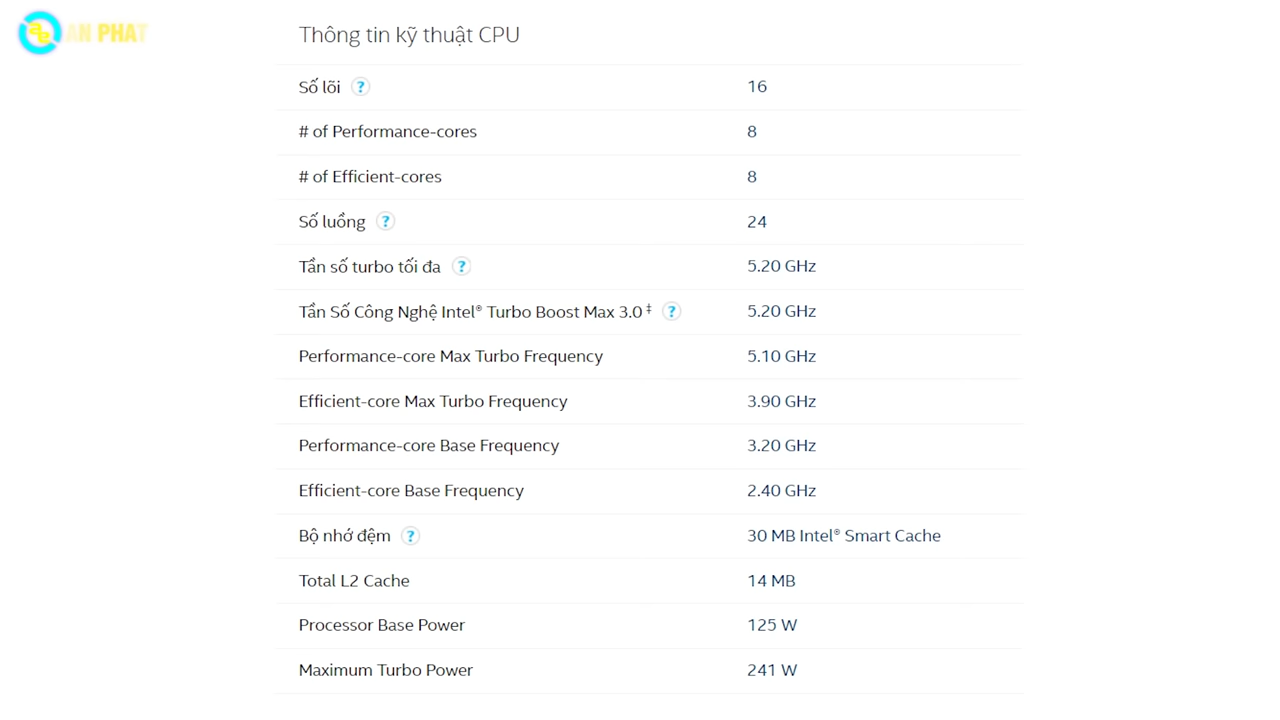 AN PHAT
Thông tin kỹ thuật CPU
Số lõi ? 16
# of Performance-cores 8
# of Efficient-cores 8
Số luồng ? 24
Tần số turbo tối đa ? 5.20 GHz
Tần Số Công Nghệ Intel® Turbo Boost Max 3.0 ‡ ? 5.20 GHz
Performance-core Max Turbo Frequency 5.10 GHz
Efficient-core Max Turbo Frequency 3.90 GHz
Performance-core Base Frequency 3.20 GHz
Efficient-core Base Frequency 2.40 GHz
Bộ nhớ đệm ? 30 MB Intel® Smart Cache
Total L2 Cache 14 MB
Processor Base Power 125 W
Maximum Turbo Power 241 W